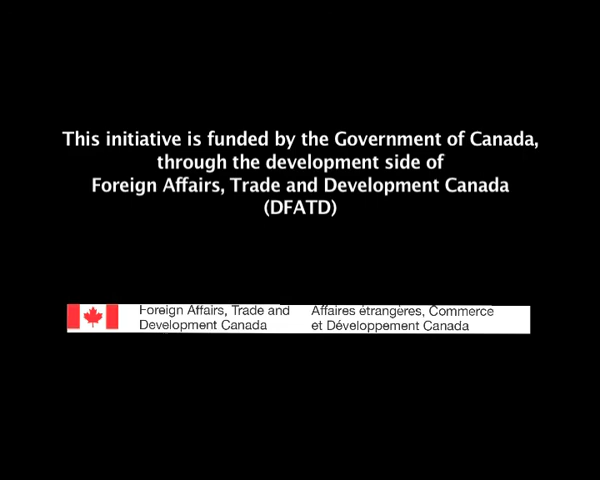 This initiative is funded by the Government of Canada,
through the development side of
Foreign Affairs, Trade and Development Canada
(DFATD)
Foreign Affairs, Trade and Affaires étrangères, Commerce
Development Canada et Développement Canada